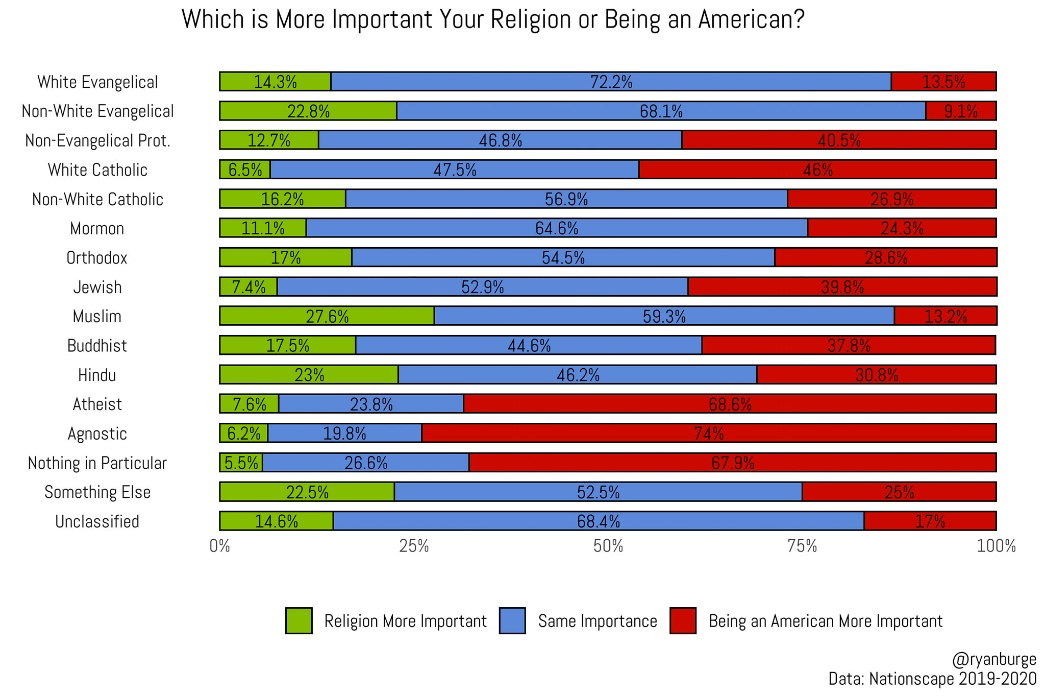 Which is More Important Your Religion or Being an American?
White Evangelical 14.3% 72.2% 13.5%
Non-White Evangelical 22.8% 68.1% 9.1%
Non-Evangelical Prot. 12.7% 46.8% 40.5%
White Catholic 6.5% 47.5% 46%
Non-White Catholic 16.2% 56.9% 26.9%
Mormon 11.1% 64.6% 24.3%
Orthodox 17% 54.5% 28.6%
Jewish 7.4% 52.9% 39.8%
Muslim 27.6% 59.3% 13.2%
Buddhist 17.5% 44.6% 37.8%
Hindu 23% 46.2% 30.8%
Atheist 7.6% 23.8% 68.6%
Agnostic 6.2% 19.8% 74%
Nothing in Particular 5.5% 26.6% 67.9%
Something Else 22.5% 52.5% 25%
Unclassified 14.6% 68.4% 17%
0% 25% 50% 75% 100%
Religion More Important Same Importance Being an American More Important
@ryanburge
Data: Nationscape 2019-2020